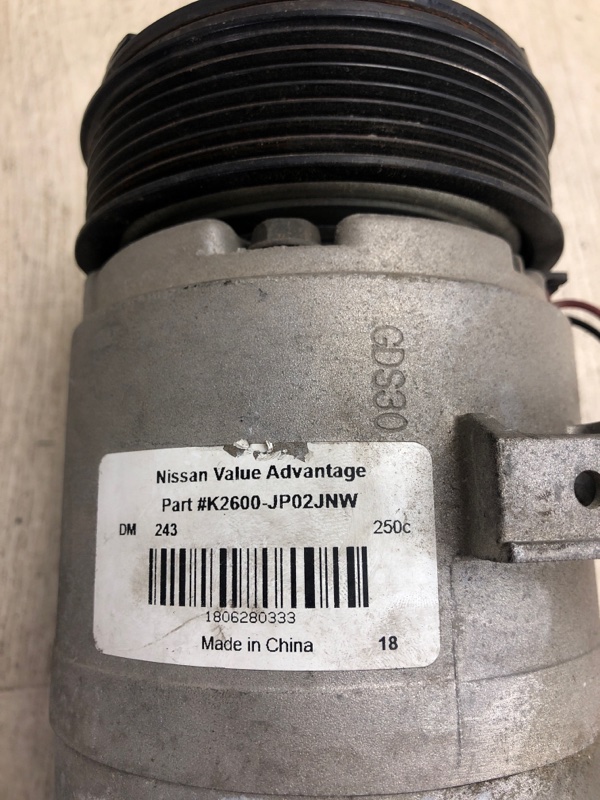 GDS30
Nissan Value Advantage
Part #K2600-JP02JNW
DM 243 250c
1806280333
Made in China 18